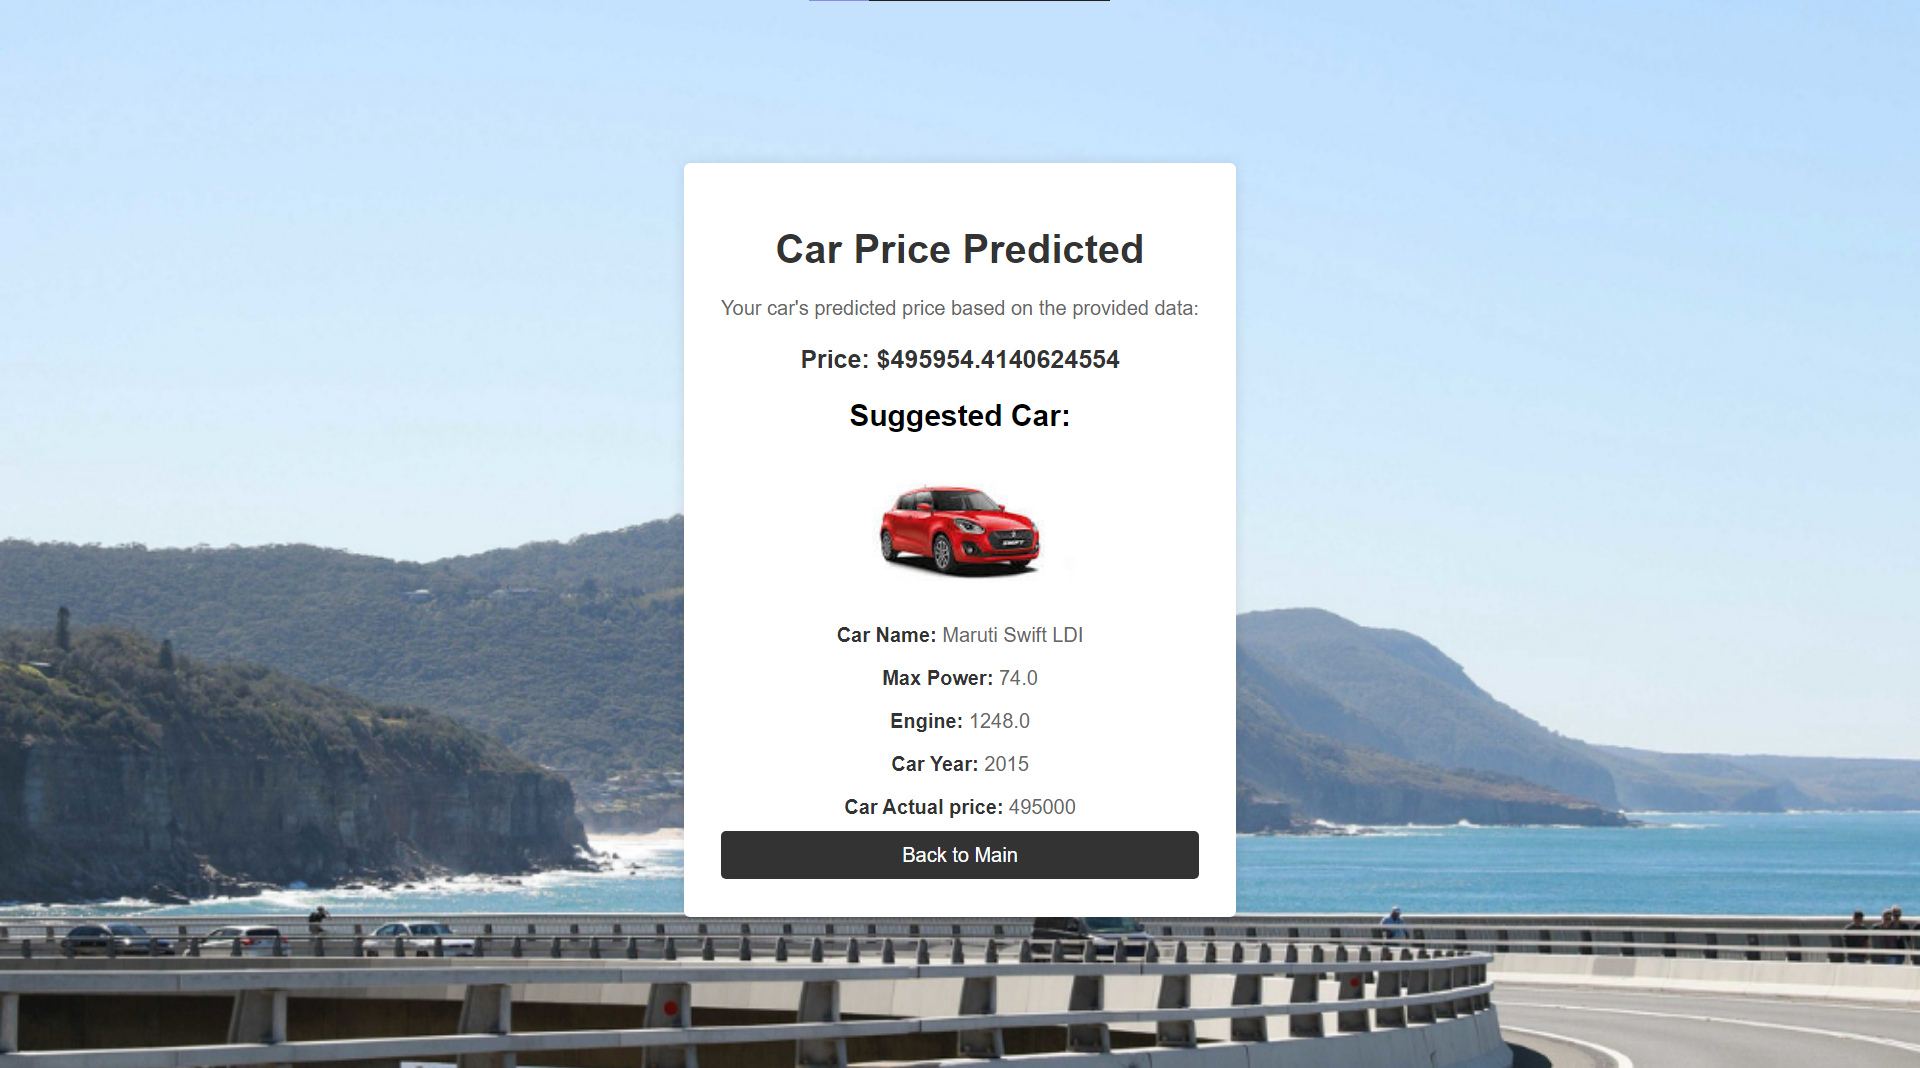 Car Price Predicted
Your car's predicted price based on the provided data:
Price: $495954.4140624554
Suggested Car:
SWIFT
Car Name: Maruti Swift LDI
Max Power: 74.0
Engine: 1248.0
Car Year: 2015
Car Actual price: 495000
Back to Main